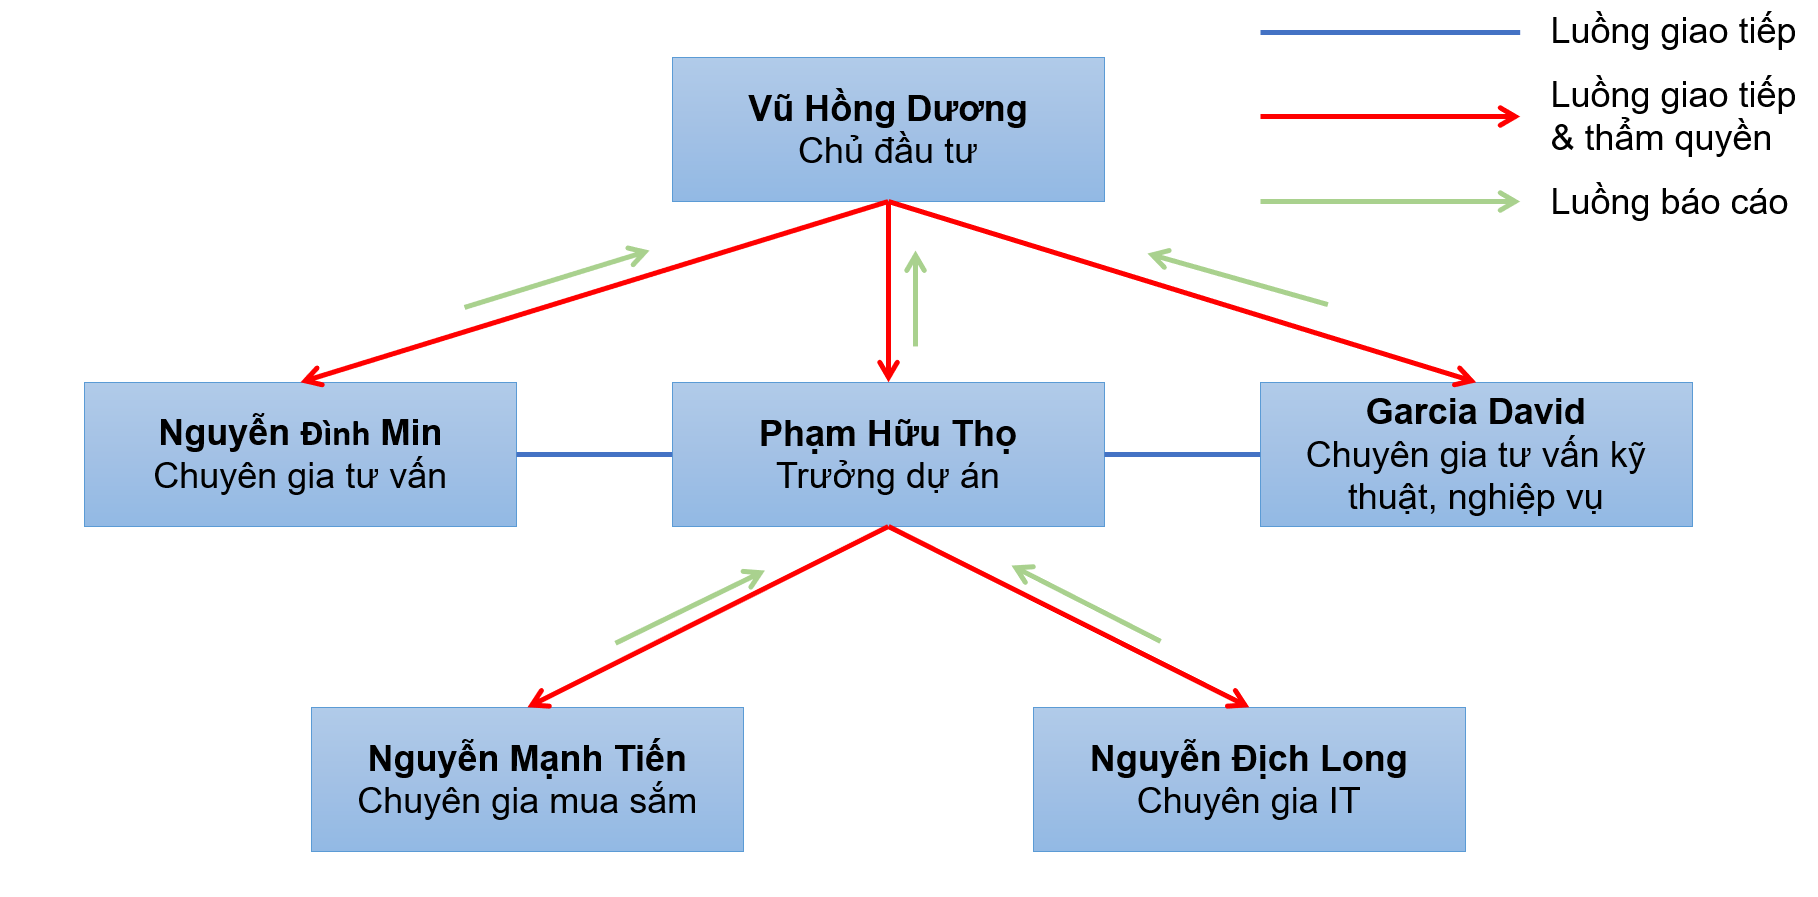 Luồng giao tiếp
Luồng giao tiếp
& thẩm quyền
Luồng báo cáo
Vũ Hồng Dương
Chủ đầu tư
Nguyễn Đình Min
Chuyên gia tư vấn
Phạm Hữu Thọ
Trưởng dự án
Garcia David
Chuyên gia tư vấn kỹ
thuật, nghiệp vụ
Nguyễn Mạnh Tiến
Chuyên gia mua sắm
Nguyễn Địch Long
Chuyên gia IT